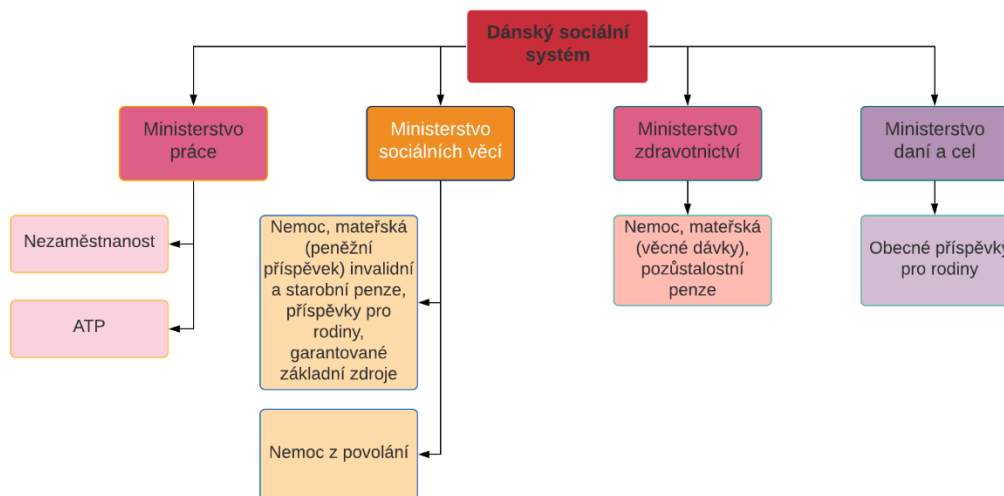 Dánský sociální
systém
Ministerstvo
práce
Ministerstvo
sociálních věcí
Ministerstvo
zdravotnictví
Ministerstvo
daní a cel
Nezaměstnanost
ATP
Nemoc, mateřská
(peněžní
příspěvek) invalidní
a starobní penze,
příspěvky pro
rodiny,
garantované
základní zdroje
Nemoc z povolání
Nemoc, mateřská
(věcné dávky),
pozůstalostní
penze
Obecné příspěvky
pro rodiny